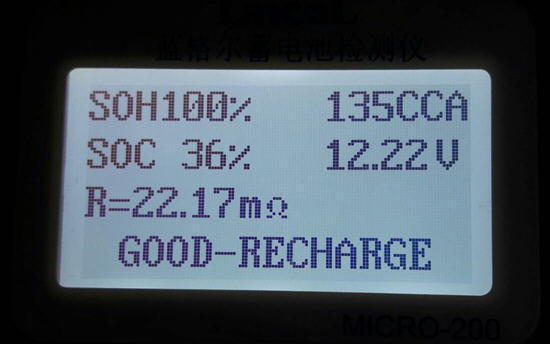 Lancol
蓝格尔蓄电池检测仪
SOH100% 135CCA
SOC 36% 12.22V
R=22.17mΩ
GOOD-RECHARGE
MICRO-200